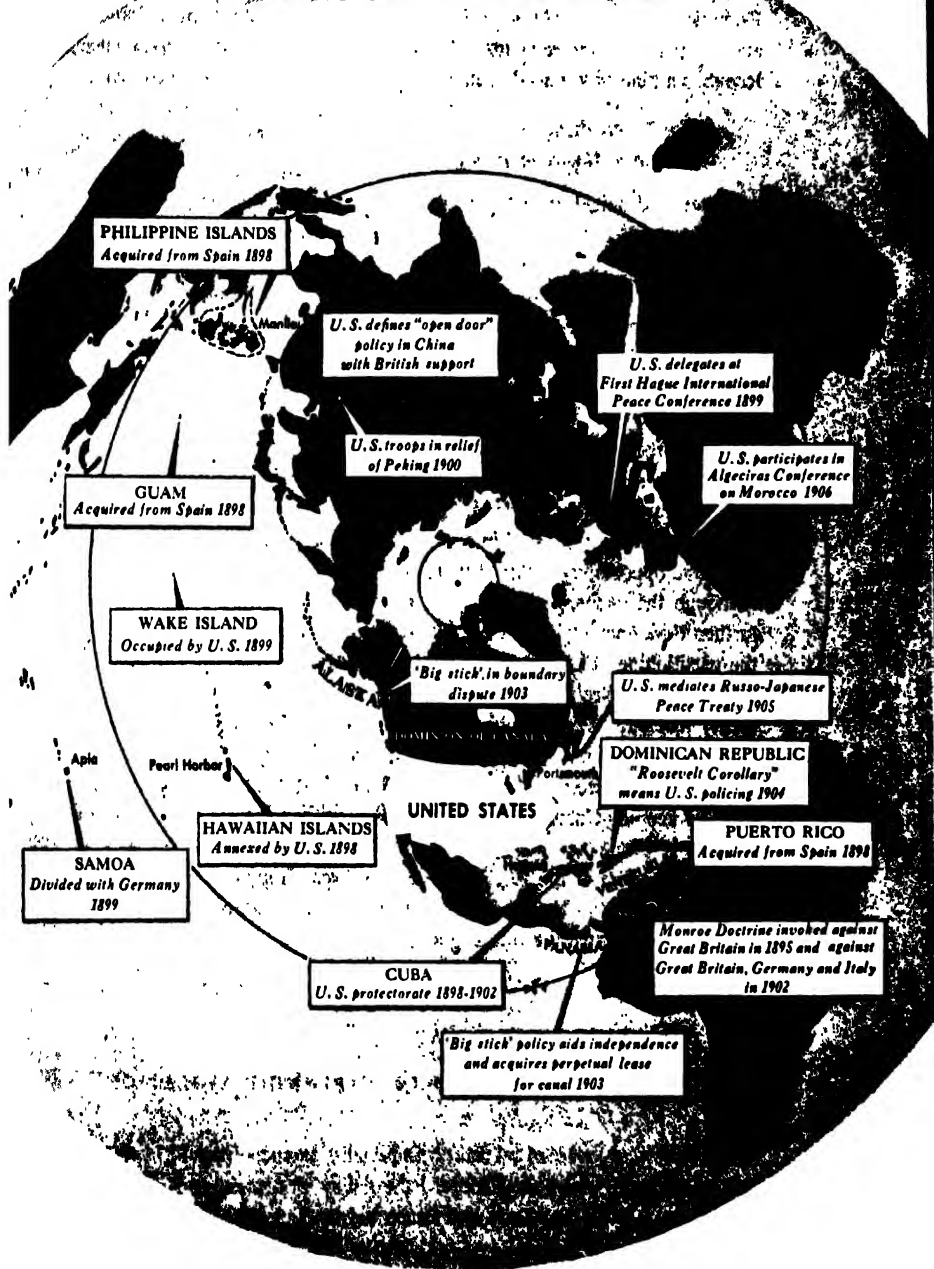 PHILIPPINE ISLANDS
Acquired from Spain 1898
Manila
U. S. defines "open door"
policy in China
with British support
U. S. delegates at
First Hague International
Peace Conference 1899
U. S. troops in relief
of Peking 1900
U. S. participates in
Algeciras Conference
on Morocco 1906
GUAM
Acquired from Spain 1898
WAKE ISLAND
Occupied by U. S. 1899
ALASKA
'Big stick' in boundary
dispute 1903
U. S. mediates Russo-Japanese
Peace Treaty 1905
DOMINION OF CANADA
Apia
Pearl Harbor
Portsmouth
DOMINICAN REPUBLIC
"Roosevelt Corollary"
means U. S. policing 1904
UNITED STATES
HAWAIIAN ISLANDS
Annexed by U. S. 1898
PUERTO RICO
Acquired from Spain 1898
SAMOA
Divided with Germany
1899
PANAMA
Monroe Doctrine invoked against
Great Britain in 1895 and against
Great Britain, Germany and Italy
in 1902
CUBA
U. S. protectorate 1898-1902
'Big stick' policy aids independence
and acquires perpetual lease
for canal 1903